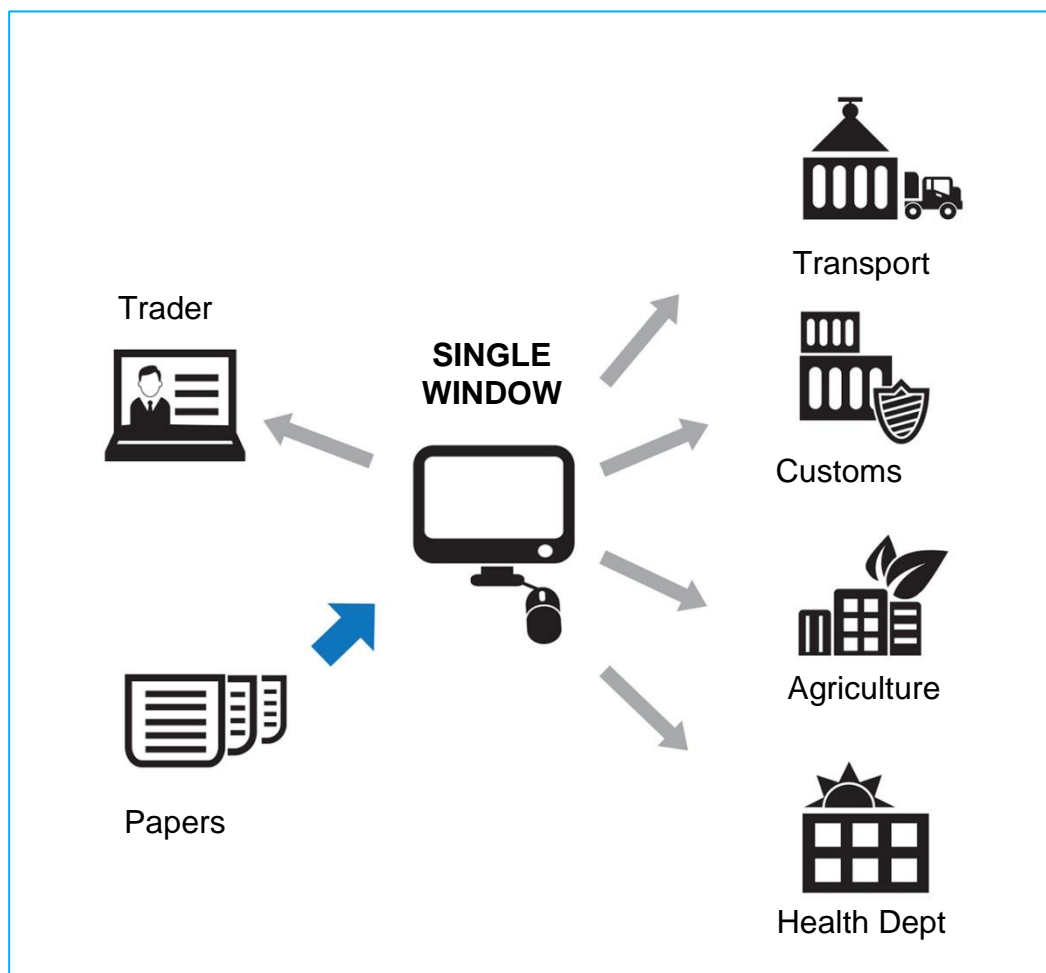 Transport
Trader
SINGLE
WINDOW
Customs
Agriculture
Papers
Health Dept